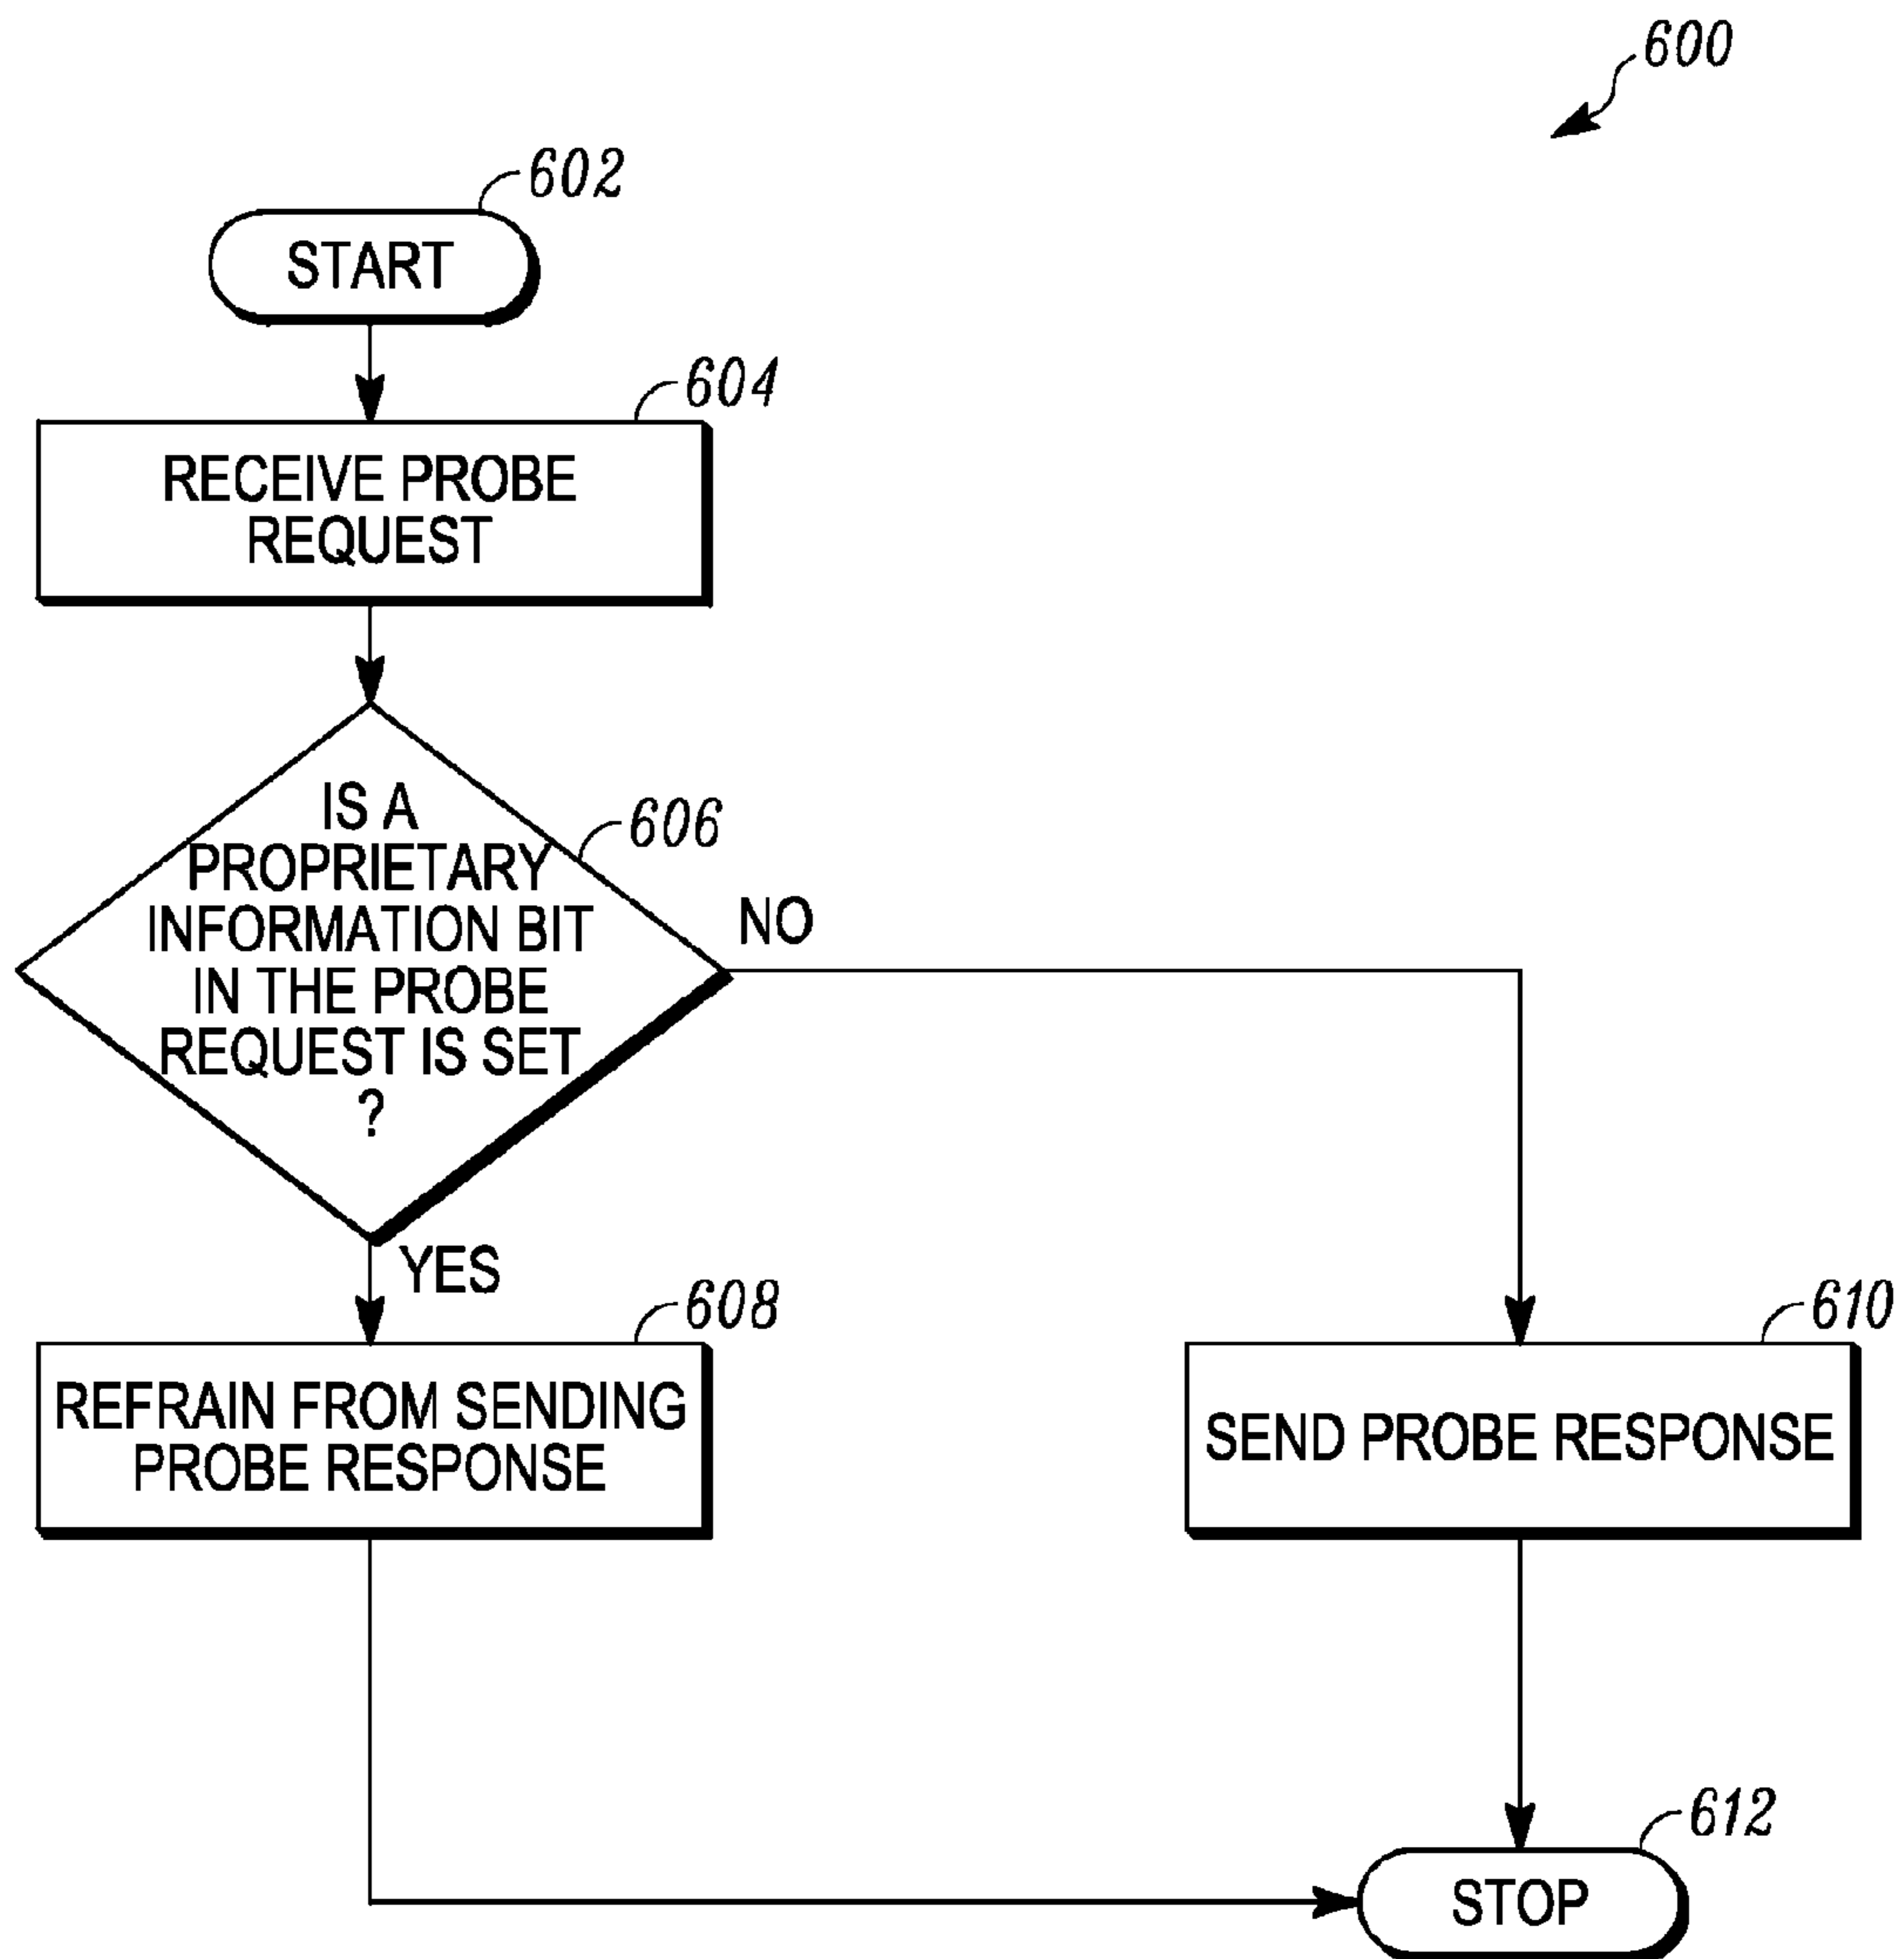 600
602
START
604
RECEIVE PROBE
REQUEST
606
IS A
PROPRIETARY
INFORMATION BIT
IN THE PROBE
REQUEST IS SET
?
NO
YES
608
REFRAIN FROM SENDING
PROBE RESPONSE
610
SEND PROBE RESPONSE
612
STOP